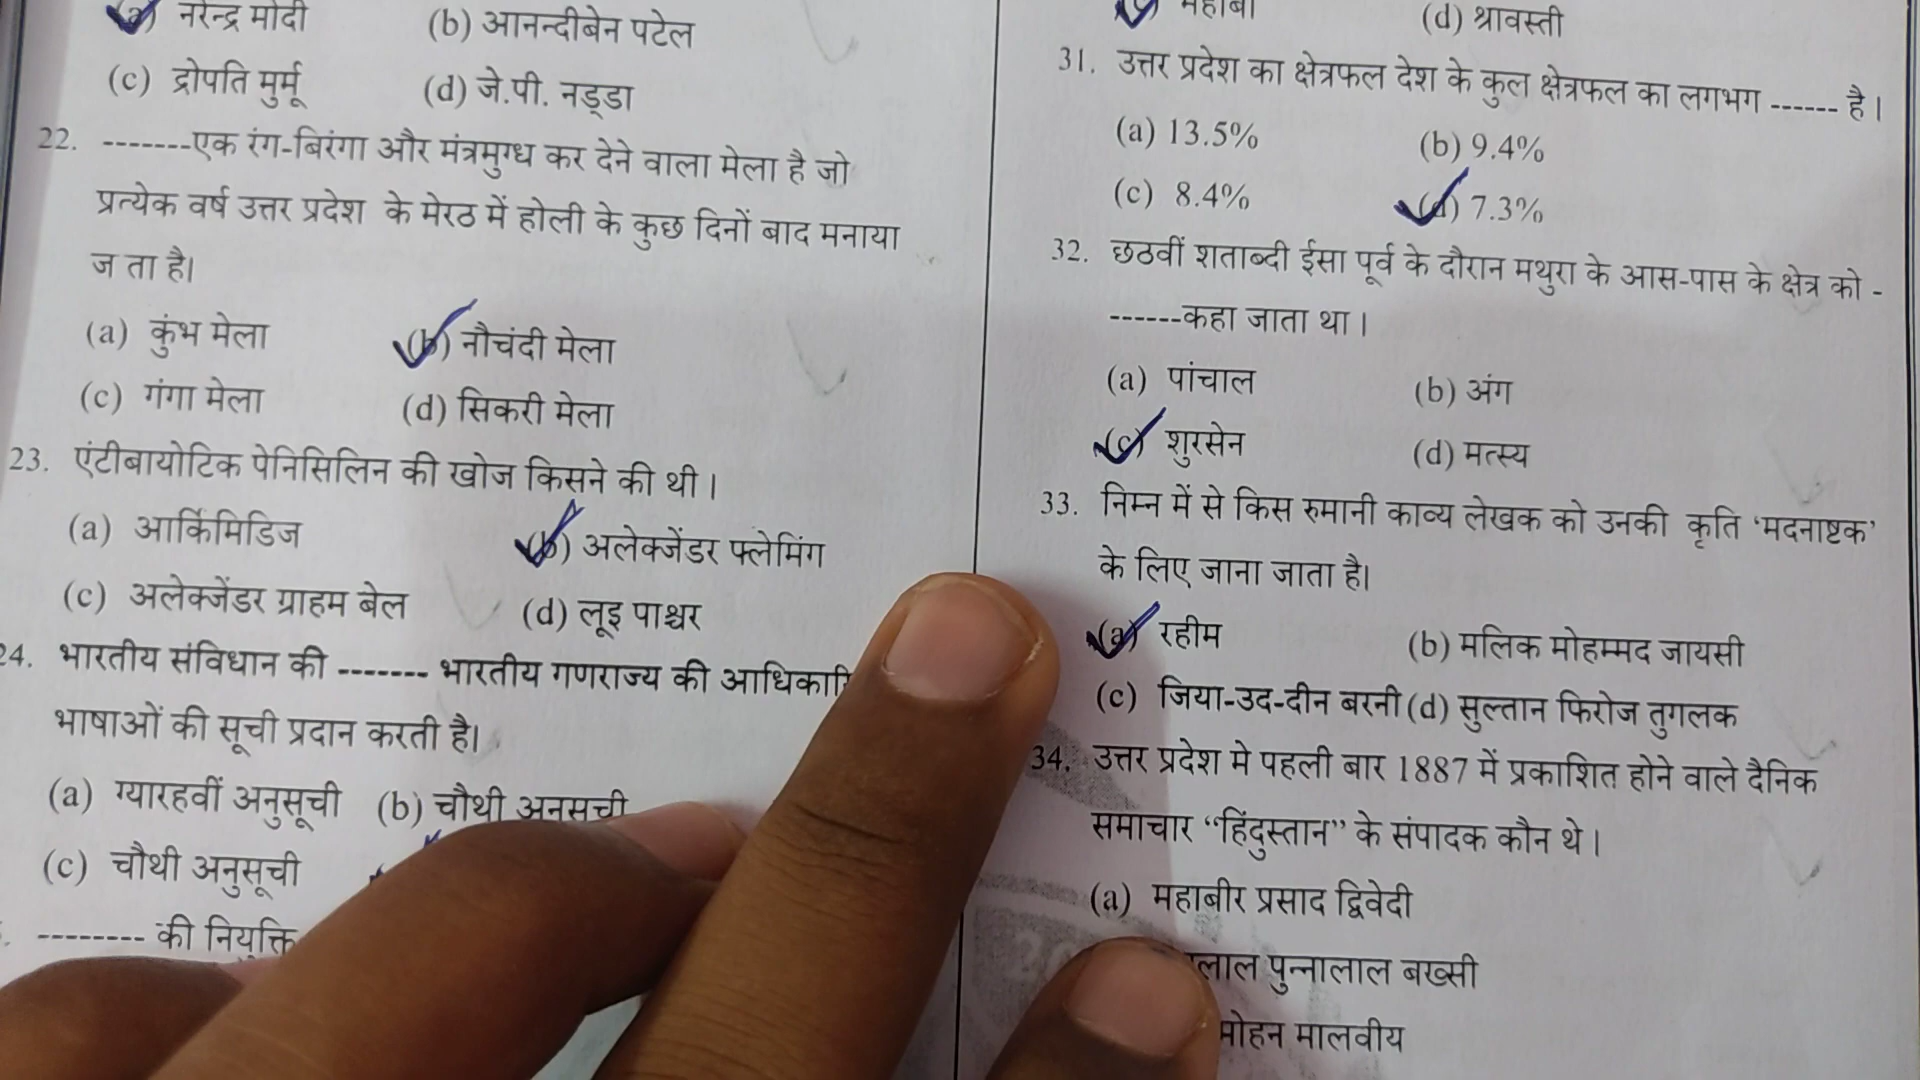 (a) नरेन्द्र मोदी (b) आनन्दीबेन पटेल
(c) द्रोपति मुर्मू (d) जे.पी. नड्डा
22. -------एक रंग-बिरंगा और मंत्रमुग्ध कर देने वाला मेला है जो
प्रत्येक वर्ष उत्तर प्रदेश के मेरठ में होली के कुछ दिनों बाद मनाया
ज ता है।
(a) कुंभ मेला (b) नौचंदी मेला
(c) गंगा मेला (d) सिकरी मेला
23. एंटीबायोटिक पेनिसिलिन की खोज किसने की थी।
(a) आर्किमिडिज (b) अलेक्जेंडर फ्लेमिंग
(c) अलेक्जेंडर ग्राहम बेल (d) लूइ पाश्चर
24. भारतीय संविधान की ------- भारतीय गणराज्य की
भाषाओं की सूची प्रदान करती है।
(a) ग्यारहवीं अनुसूची (b) चौथी अनुसूची
(c) चौथी अनुसूची
-------- की नियुक्ति
(d) श्रावस्ती
31. उत्तर प्रदेश का क्षेत्रफल देश के कुल क्षेत्रफल का लगभग ------ है।
(a) 13.5% (b) 9.4%
(c) 8.4% (d) 7.3%
32. छठवीं शताब्दी ईसा पूर्व के दौरान मथुरा के आस-पास के क्षेत्र को -
------कहा जाता था।
(a) पांचाल (b) अंग
(c) शुरसेन (d) मत्स्य
33. निम्न में से किस रुमानी काव्य लेखक को उनकी कृति ‘मदनाष्टक’
के लिए जाना जाता है।
(a) रहीम (b) मलिक मोहम्मद जायसी
(c) जिया-उद-दीन बरनी (d) सुल्तान फिरोज तुगलक
34. उत्तर प्रदेश मे पहली बार 1887 में प्रकाशित होने वाले दैनिक
समाचार “हिंदुस्तान” के संपादक कौन थे।
(a) महाबीर प्रसाद द्विवेदी
पुन्नालाल बख्सी
मोहन मालवीय